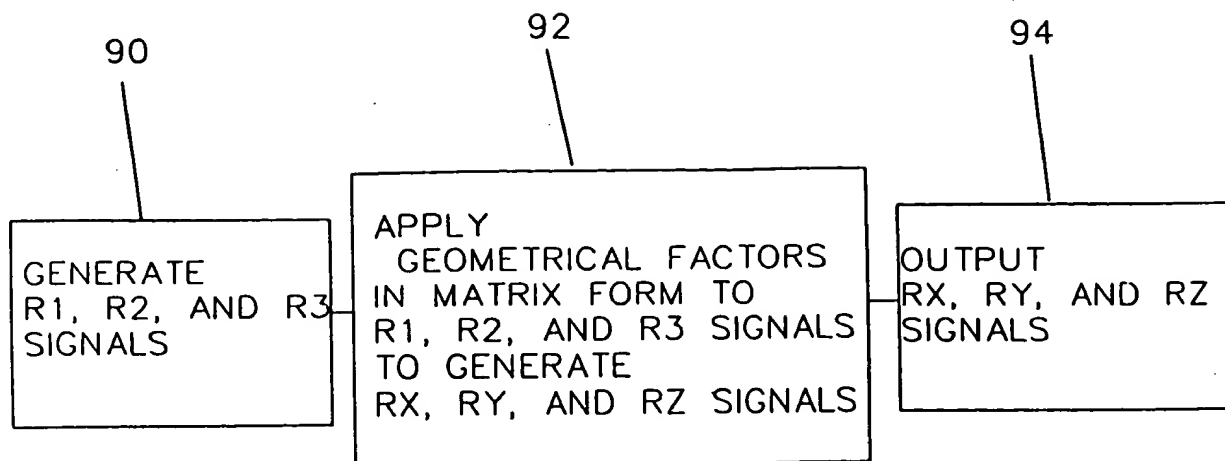 90
92
94
GENERATE
R1, R2, AND R3
SIGNALS
APPLY
GEOMETRICAL FACTORS
IN MATRIX FORM TO
R1, R2, AND R3 SIGNALS
TO GENERATE
RX, RY, AND RZ SIGNALS
OUTPUT
RX, RY, AND RZ
SIGNALS